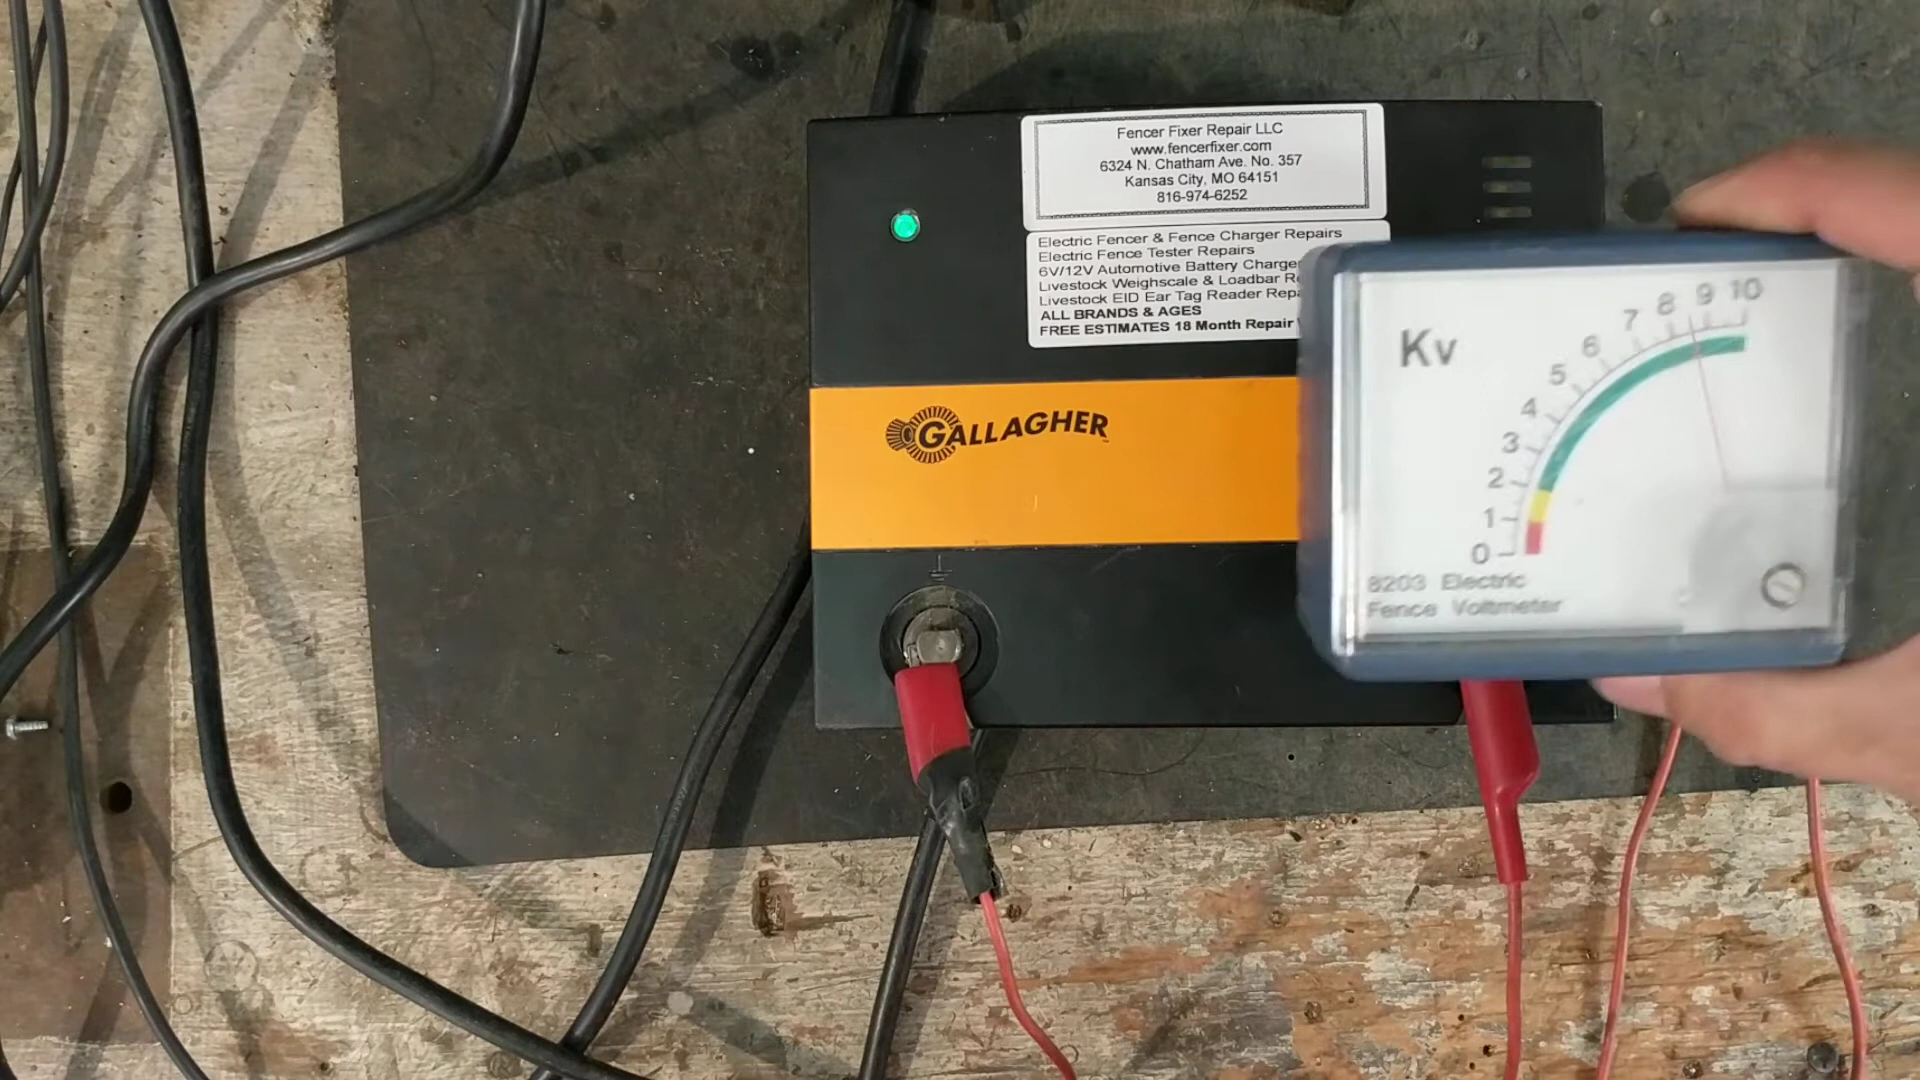 Fencer Fixer Repair LLC
www.fencerfixer.com
6324 N. Chatham Ave. No. 357
Kansas City, MO 64151
816-974-6252
Electric Fencer & Fence Charger Repairs
Electric Fence Tester Repairs
6V/12V Automotive Battery Charger
Livestock Weighscale & Loadbar
Livestock EID Ear Tag Reader
ALL BRANDS & AGES
FREE ESTIMATES 18 Month Repair
GALLAGHER
Kv
0 1 2 3 4 5 6 7 8 9 10
8203 Electric
Fence Voltmeter